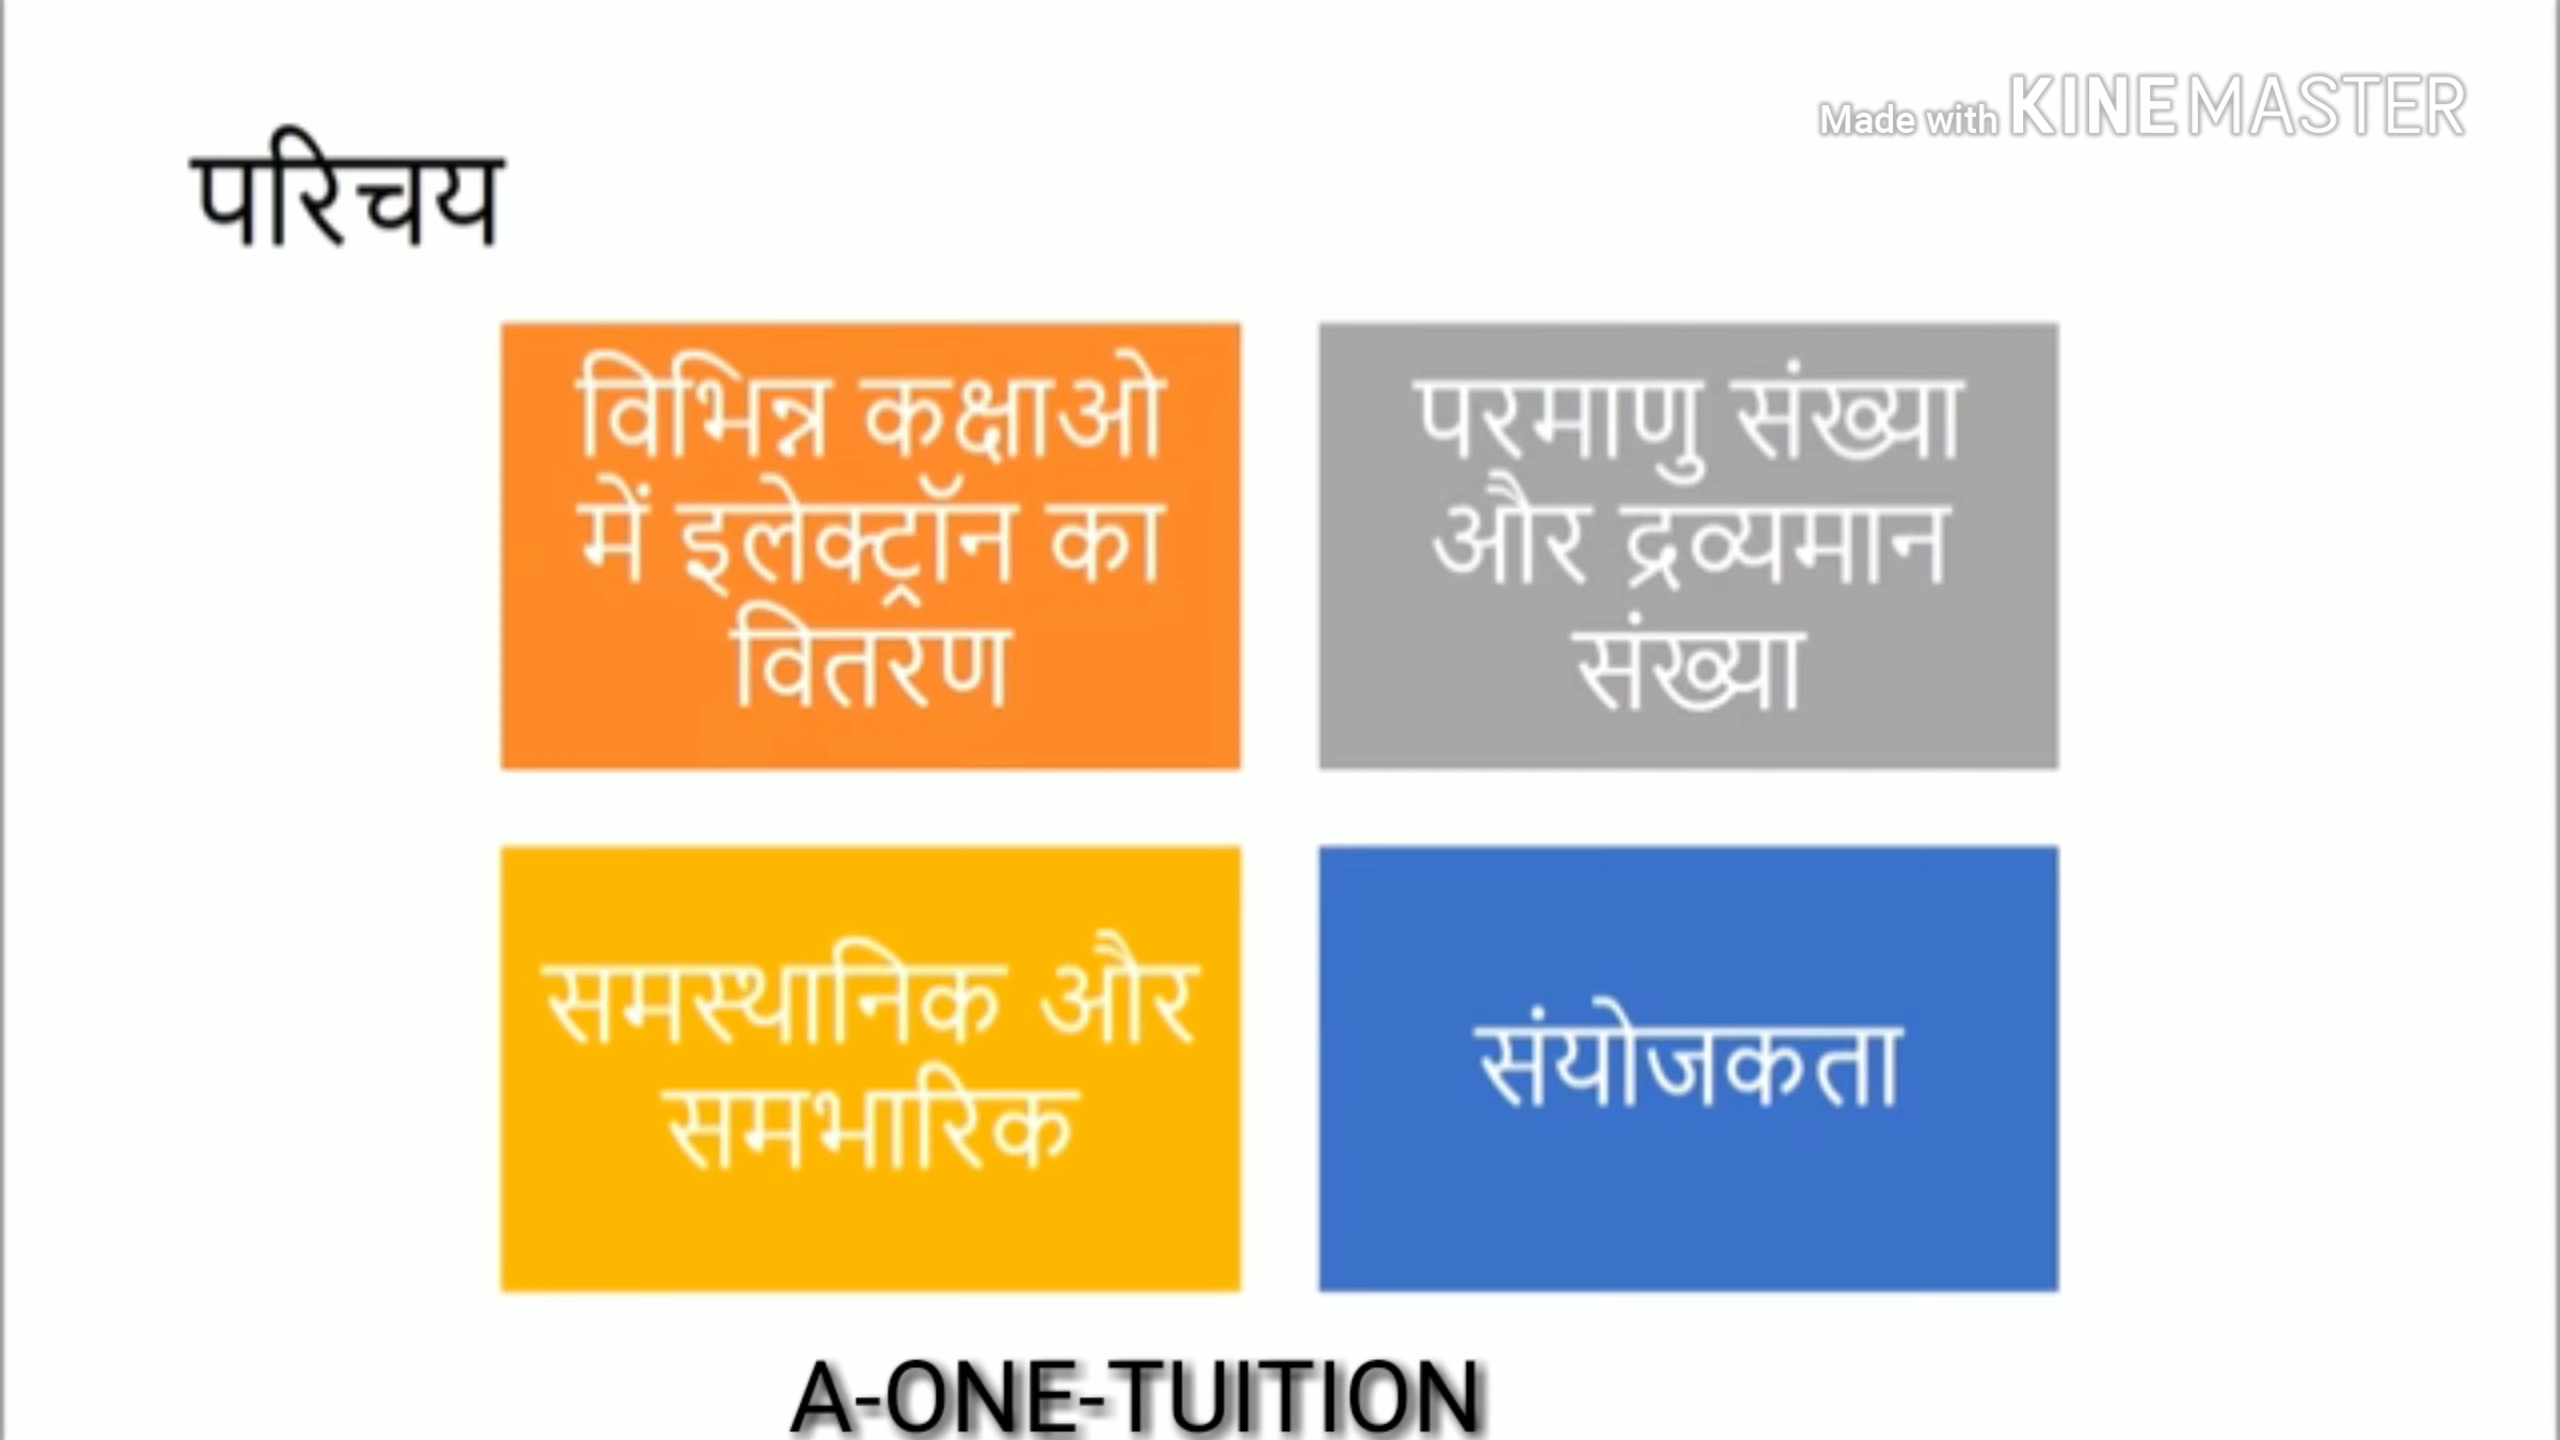 Made with KINEMASTER
परिचय
विभिन्न कक्षाओ
में इलेक्ट्रॉन का
वितरण
परमाणु संख्या
और द्रव्यमान
संख्या
समस्थानिक और
समभारिक
संयोजकता
A-ONE-TUITION